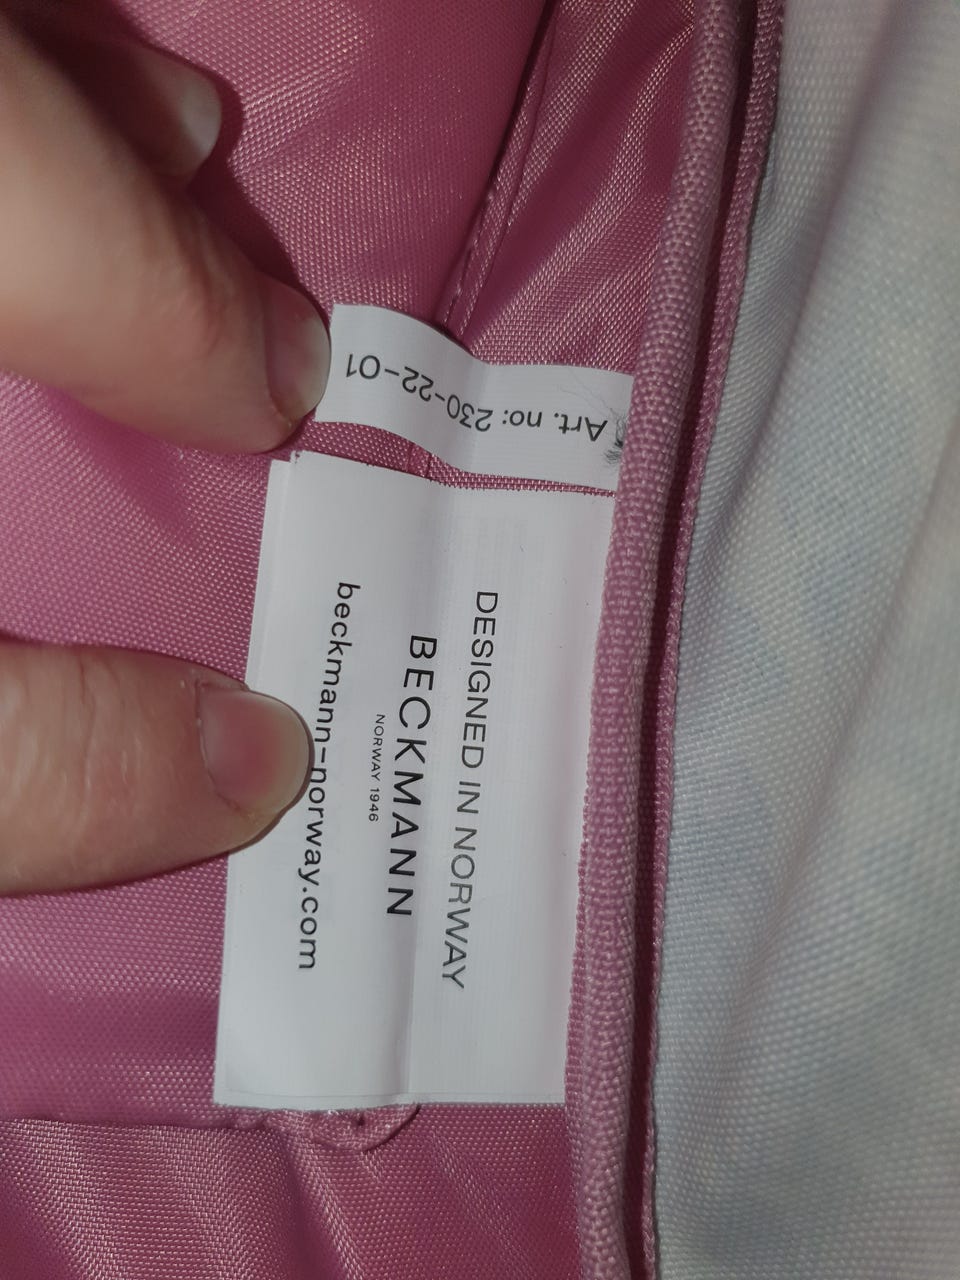 Art. no: 230-22-01
DESIGNED IN NORWAY
BECKMANN
NORWAY 1946
beckmann-norway.com